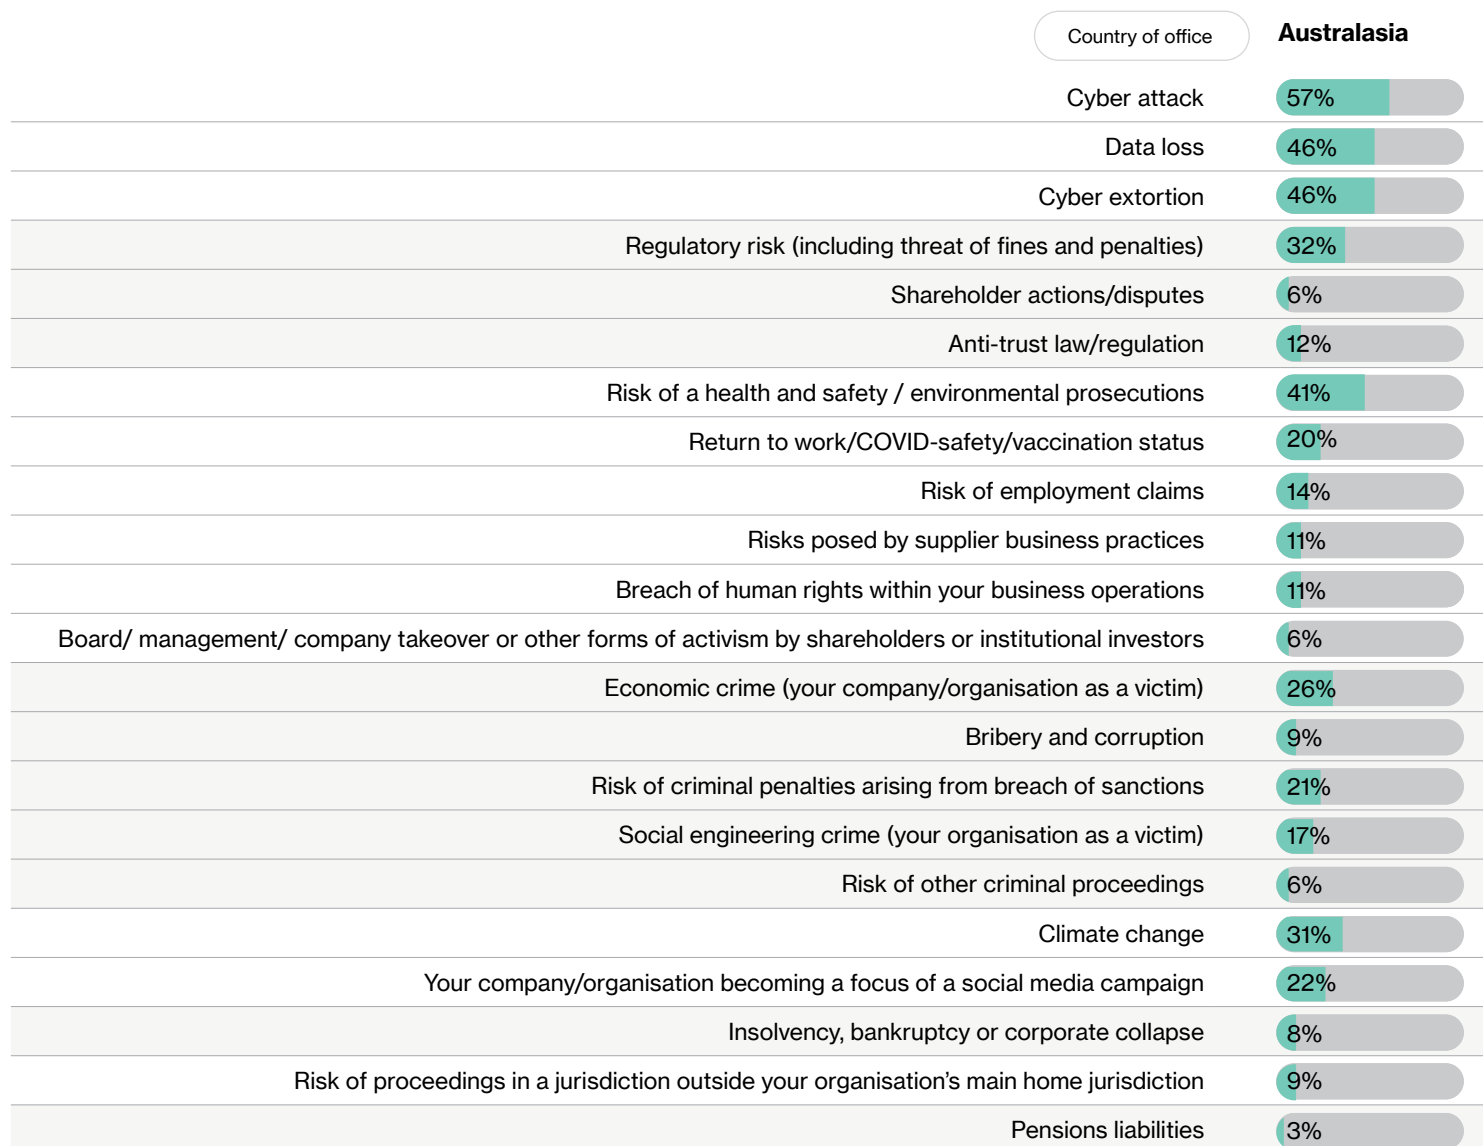 Country of office Australasia
Cyber attack 57%
Data loss 46%
Cyber extortion 46%
Regulatory risk (including threat of fines and penalties) 32%
Shareholder actions/disputes 6%
Anti-trust law/regulation 12%
Risk of a health and safety / environmental prosecutions 41%
Return to work/COVID-safety/vaccination status 20%
Risk of employment claims 14%
Risks posed by supplier business practices 11%
Breach of human rights within your business operations 11%
Board/ management/ company takeover or other forms of activism by shareholders or institutional investors 6%
Economic crime (your company/organisation as a victim) 26%
Bribery and corruption 9%
Risk of criminal penalties arising from breach of sanctions 21%
Social engineering crime (your organisation as a victim) 17%
Risk of other criminal proceedings 6%
Climate change 31%
Your company/organisation becoming a focus of a social media campaign 22%
Insolvency, bankruptcy or corporate collapse 8%
Risk of proceedings in a jurisdiction outside your organisation’s main home jurisdiction 9%
Pensions liabilities 3%